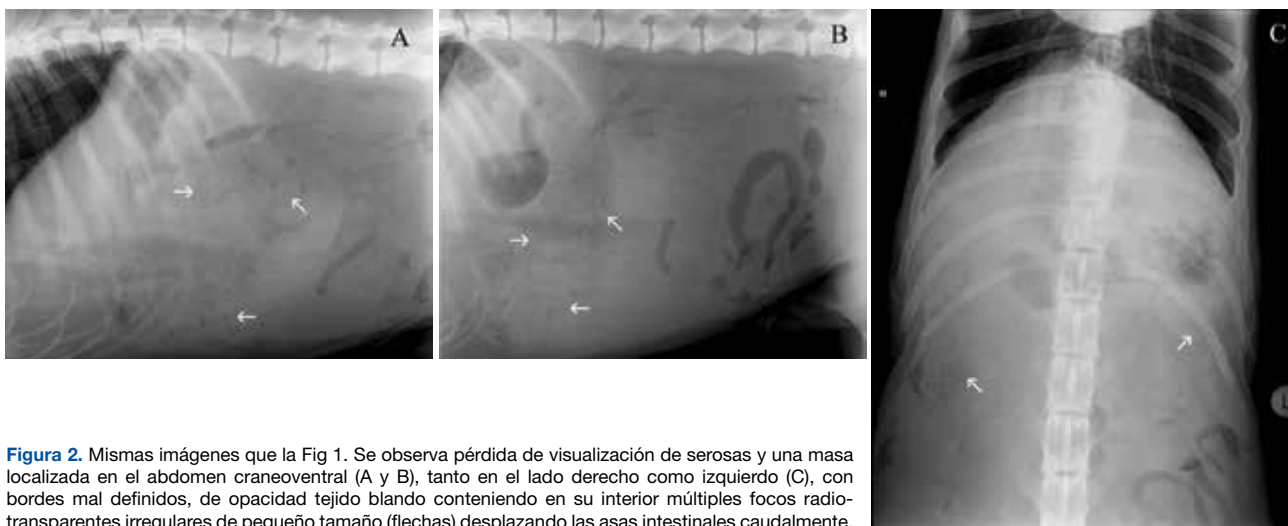 A
B
C
L
Figura 2. Mismas imágenes que la Fig 1. Se observa pérdida de visualización de serosas y una masa
localizada en el abdomen craneoventral (A y B), tanto en el lado derecho como izquierdo (C), con
bordes mal definidos, de opacidad tejido blando conteniendo en su interior múltiples focos radio-
transparentes irregulares de pequeño tamaño (flechas) desplazando las asas intestinales caudalmente.